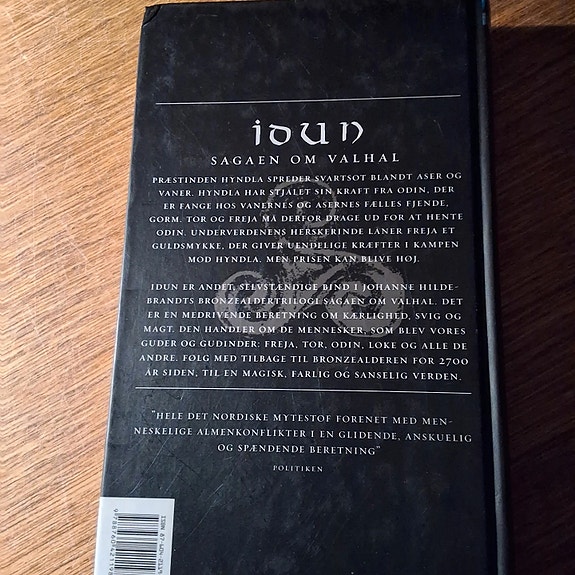 idun
SAGAEN OM VALHAL
PRÆSTINDEN HYNDLA SPREDER SVARTSOT BLANDT ASER OG
VANER. HYNDLA HAR STJÅLET SIN KRAFT FRA ODIN, DER
ER FANGE HOS VANERNES OG ASERNES FÆLLES FJENDE,
GORM. TOR OG FREJA MÅ DERFOR DRAGE UD FOR AT HENTE
ODIN. UNDERVERDENENS HERSKERINDE LÅNER FREJA ET
GULDSMYKKE, DER GIVER UENDELIGE KRÆFTER I KAMPEN
MOD HYNDLA. MEN PRISEN KAN BLIVE HØJ.
IDUN ER ANDET, SELVSTÆNDIGE BIND I JOHANNE HILDE-
BRANDTS BRONZEALDERTRILOGI SAGAEN OM VALHAL. DET
ER EN MEDRIVENDE BERETNING OM KÆRLIGHED, SVIG OG
MAGT. DEN HANDLER OM DE MENNESKER, SOM BLEV VORES
GUDER OG GUDINDER: FREJA, TOR, ODIN, LOKE OG ALLE DE
ANDRE. FØLG MED TILBAGE TIL BRONZEALDEREN FOR 2700
ÅR SIDEN, TIL EN MAGISK, FARLIG OG SANSELIG VERDEN.
"HELE DET NORDISKE MYTESTOF FORENET MED MEN-
NESKELIGE ALMENKONFLIKTER I EN GLIDENDE, ANSKUELIG
OG SPÆNDENDE BERETNING"
POLITIKEN